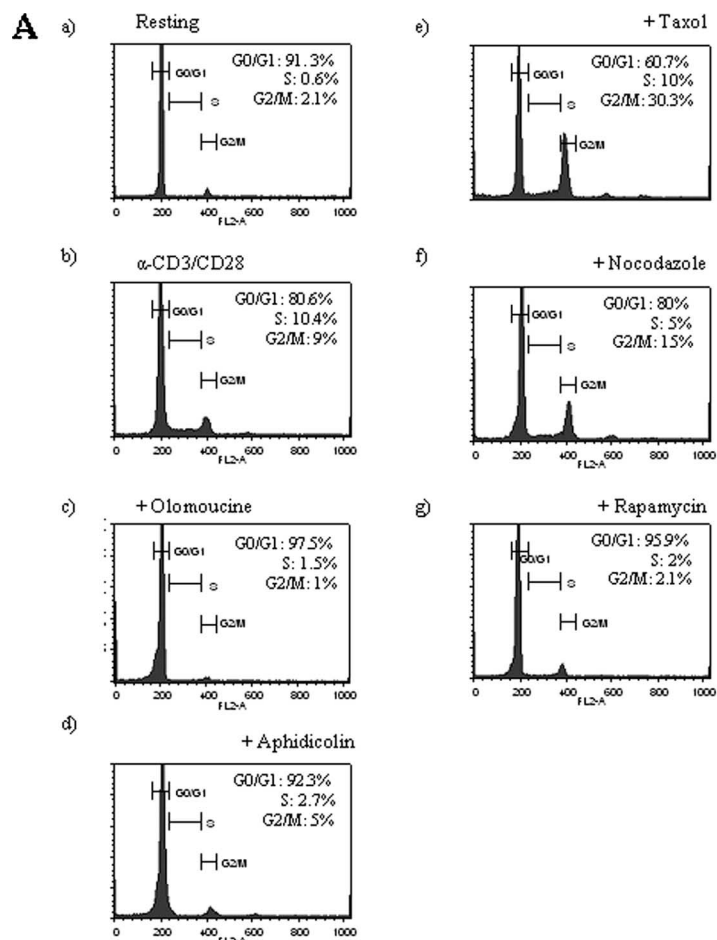 A
a)
Resting
G0/G1: 91.3%
S: 0.6%
G2/M: 2.1%
G0/G1
S
G2/M
0 200 400 600 800 1000
FL2-A
b)
α-CD3/CD28
G0/G1: 80.6%
S: 10.4%
G2/M: 9%
G0/G1
S
G2/M
0 200 400 600 800 1000
FL2-A
c)
+ Olomoucine
G0/G1: 97.5%
S: 1.5%
G2/M: 1%
G0/G1
S
G2/M
0 200 400 600 800 1000
FL2-A
d)
+ Aphidicolin
G0/G1: 92.3%
S: 2.7%
G2/M: 5%
G0/G1
S
G2/M
0 200 400 600 800 1000
FL2-A
e)
+ Taxol
G0/G1: 60.7%
S: 10%
G2/M: 30.3%
G0/G1
S
G2/M
0 200 400 600 800 1000
FL2-A
f)
+ Nocodazole
G0/G1: 80%
S: 5%
G2/M: 15%
G0/G1
S
G2/M
0 200 400 600 800 1000
FL2-A
g)
+ Rapamycin
G0/G1: 95.9%
S: 2%
G2/M: 2.1%
G0/G1
S
G2/M
0 200 400 600 800 1000
FL2-A